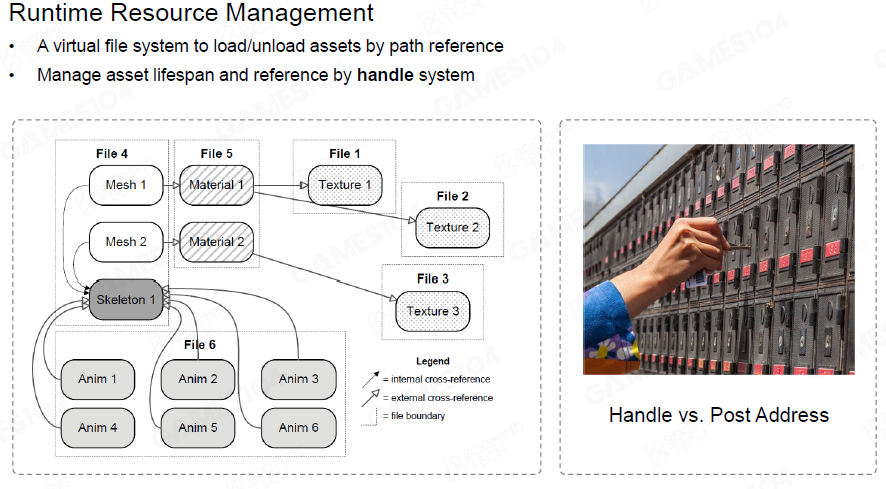 Runtime Resource Management
• A virtual file system to load/unload assets by path reference
• Manage asset lifespan and reference by handle system
File 4
File 5
File 1
Mesh 1
Material 1
Texture 1
File 2
Texture 2
Mesh 2
Material 2
File 3
Skeleton 1
Texture 3
File 6
Anim 1
Anim 2
Anim 3
Anim 4
Anim 5
Anim 6
Legend
= internal cross-reference
= external cross-reference
= file boundary
Handle vs. Post Address
GAMES104
BOOMING
TECH